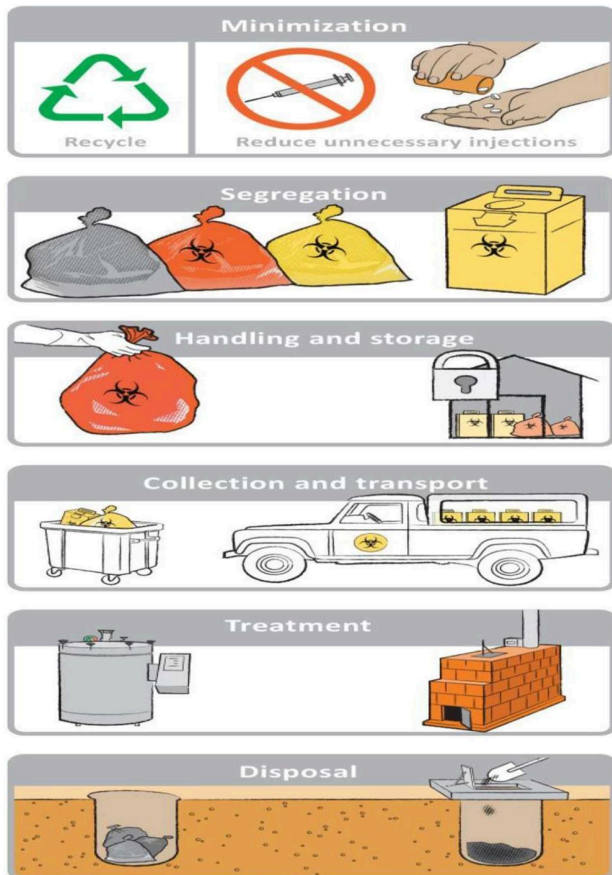 Minimization
Recycle
Reduce unnecessary injections
Segregation
Handling and storage
Collection and transport
Treatment
Disposal